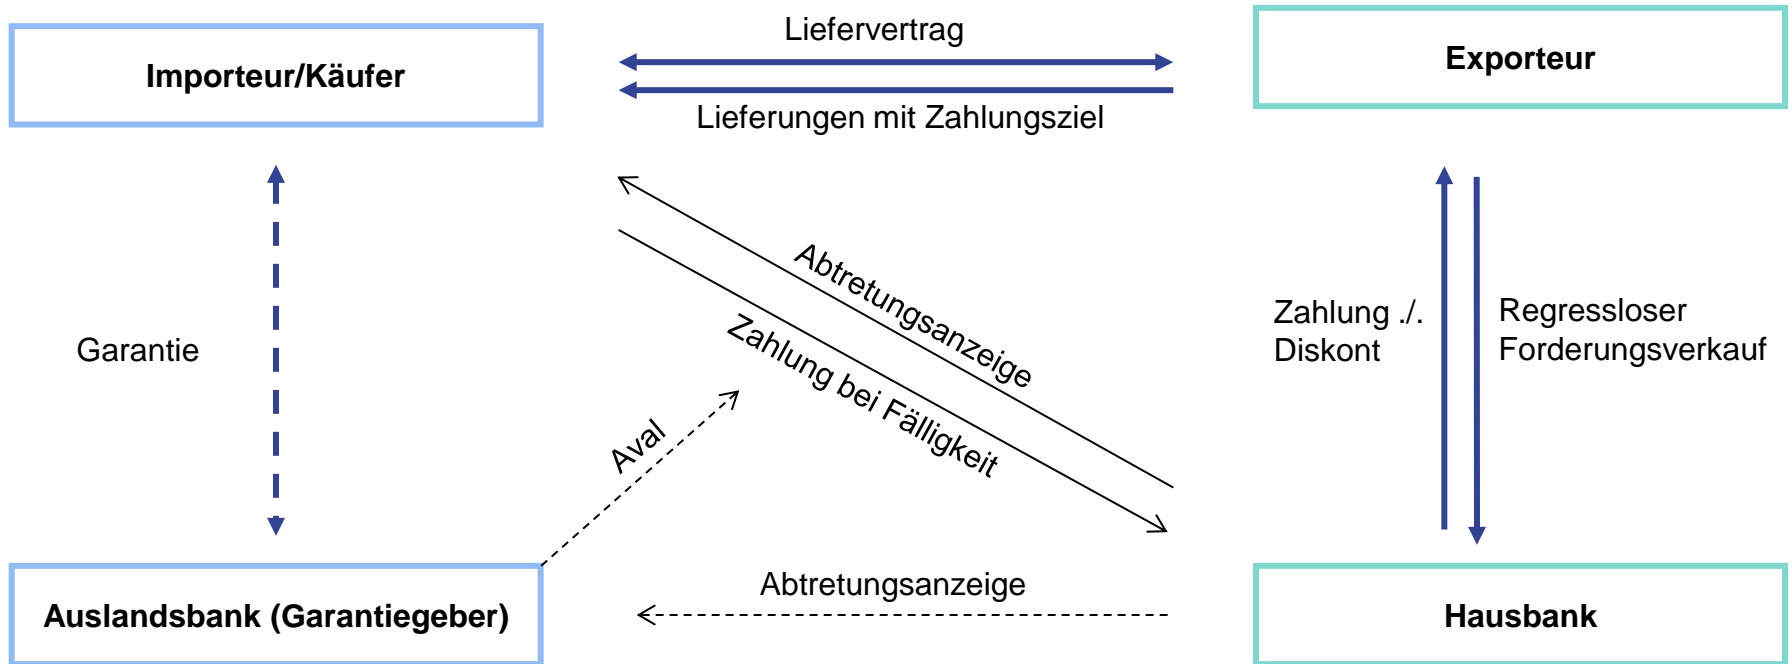 Liefervertrag
Importeur/Käufer
Exporteur
Lieferungen mit Zahlungsziel
Abtretungsanzeige
Zahlung bei Fälligkeit
Garantie
Zahlung ./.
Diskont
Regressloser
Forderungsverkauf
Aval
Abtretungsanzeige
Auslandsbank (Garantiegeber)
Hausbank